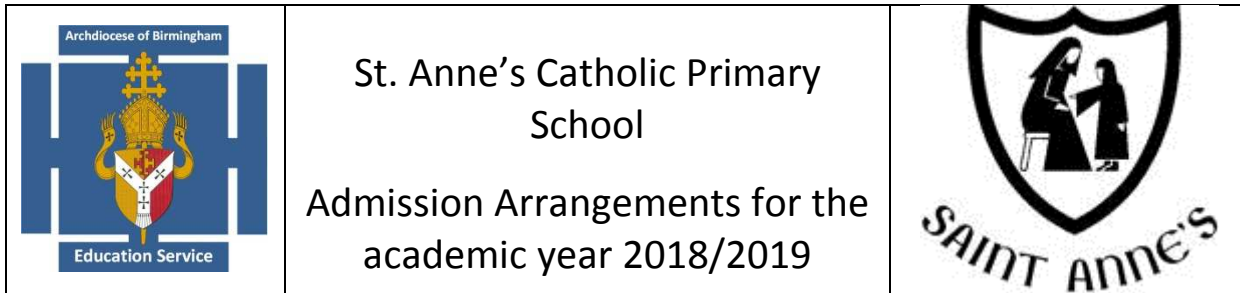 Archdiocese of Birmingham
Education Service
St. Anne’s Catholic Primary
School
Admission Arrangements for the
academic year 2018/2019
SAINT ANNE'S